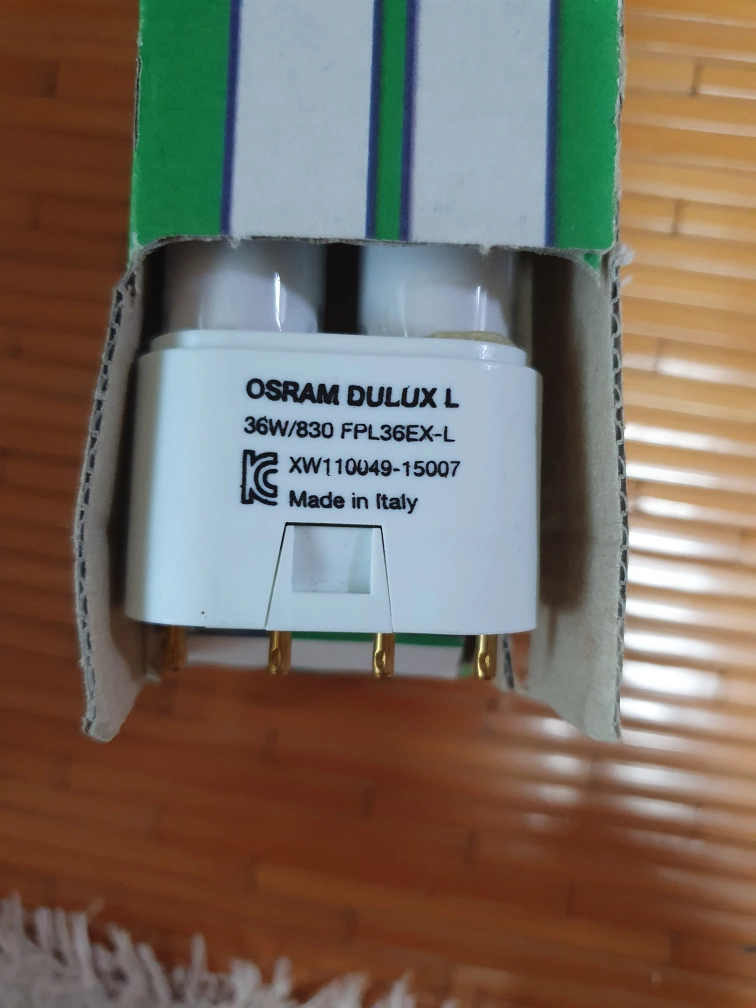 OSRAM DULUX L
36W/830 FPL36EX-L
XW110049-15007
Made in Italy